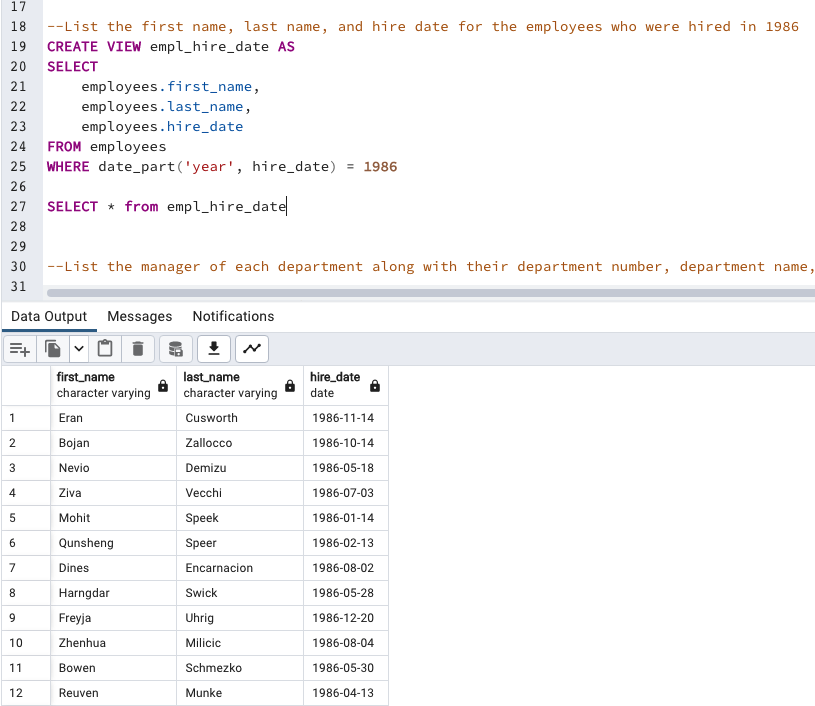 17
18 --List the first name, last name, and hire date for the employees who were hired in 1986
19 CREATE VIEW empl_hire_date AS
20 SELECT
21     employees.first_name,
22     employees.last_name,
23     employees.hire_date
24 FROM employees
25 WHERE date_part('year', hire_date) = 1986
26
27 SELECT * from empl_hire_date
28
29
30 --List the manager of each department along with their department number, department name,
31
Data Output Messages Notifications
first_name last_name hire_date
character varying character varying date
1 Eran Cusworth 1986-11-14
2 Bojan Zallocco 1986-10-14
3 Nevio Demizu 1986-05-18
4 Ziva Vecchi 1986-07-03
5 Mohit Speek 1986-01-14
6 Qunsheng Speer 1986-02-13
7 Dines Encarnacion 1986-08-02
8 Harngdar Swick 1986-05-28
9 Freyja Uhrig 1986-12-20
10 Zhenhua Milicic 1986-08-04
11 Bowen Schmezko 1986-05-30
12 Reuven Munke 1986-04-13